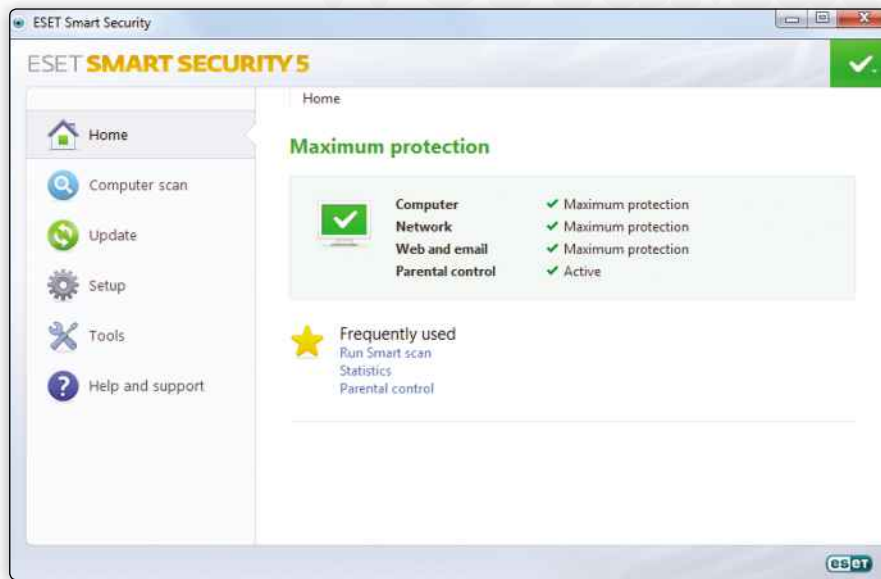 ESET Smart Security
ESET SMART SECURITY 5
Home
Computer scan
Update
Setup
Tools
Help and support
Home
Maximum protection
Computer ✔ Maximum protection
Network ✔ Maximum protection
Web and email ✔ Maximum protection
Parental control ✔ Active
Frequently used
Run Smart scan
Statistics
Parental control
eseT